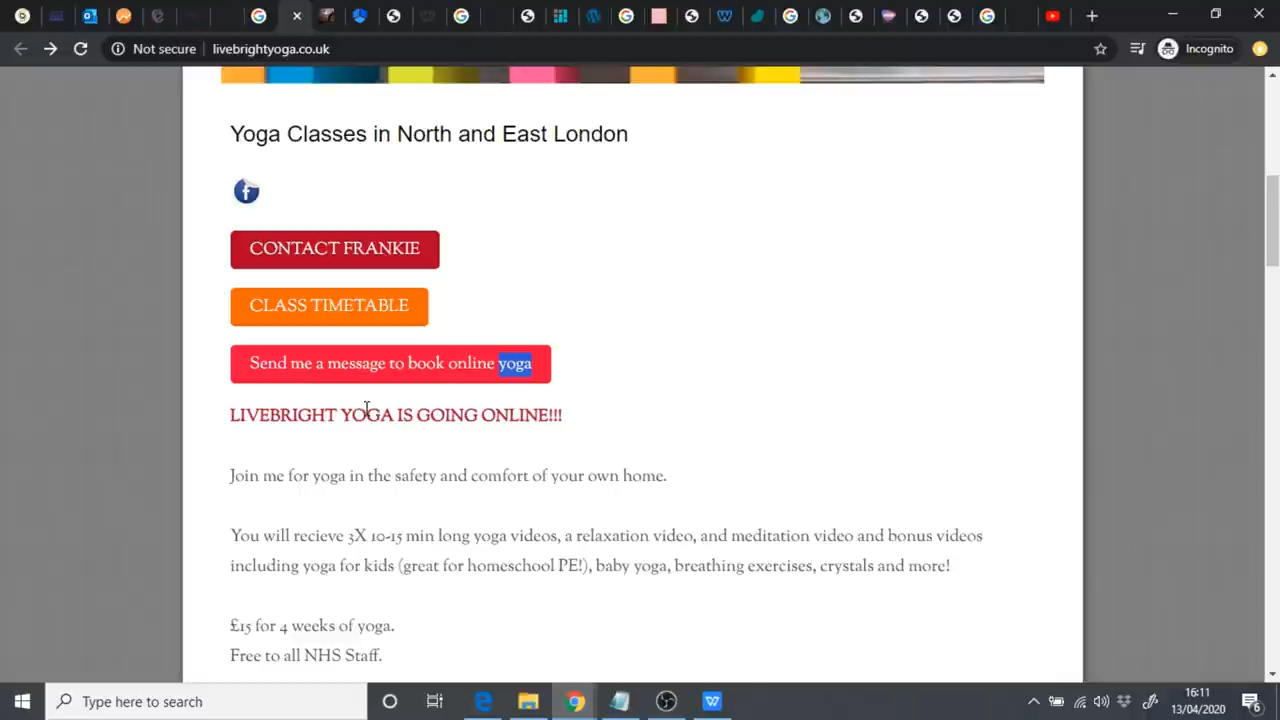 Not secure
livebrightyoga.co.uk
Incognito
Yoga Classes in North and East London
f
CONTACT FRANKIE
CLASS TIMETABLE
Send me a message to book online yoga
LIVEBRIGHT YOGA IS GOING ONLINE!!!
Join me for yoga in the safety and comfort of your own home.
You will recieve 3X 10-15 min long yoga videos, a relaxation video, and meditation video and bonus videos
including yoga for kids (great for homeschool PE!), baby yoga, breathing exercises, crystals and more!
£15 for 4 weeks of yoga.
Free to all NHS Staff.
Type here to search
16:11
13/04/2020
6